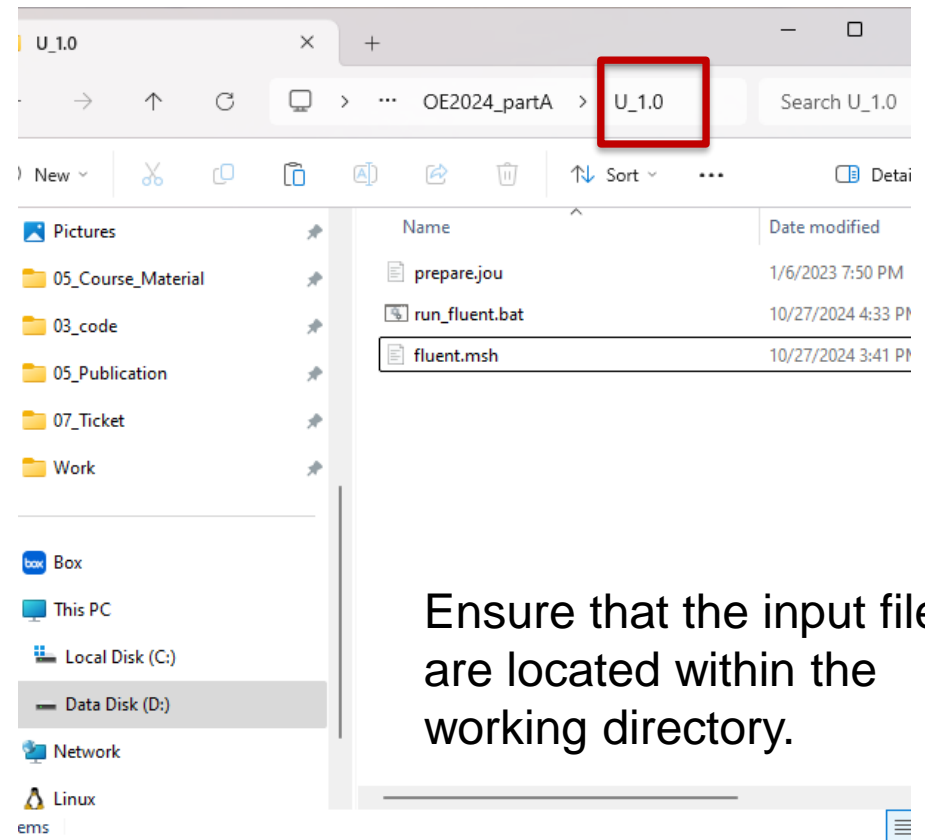 U_1.0
OE2024_partA > U_1.0 Search U_1.0
New Sort Detai
Name Date modified
Pictures
prepare.jou 1/6/2023 7:50 PM
05_Course_Material
run_fluent.bat 10/27/2024 4:33 PM
03_code
fluent.msh 10/27/2024 3:41 PM
05_Publication
07_Ticket
Work
box Box
This PC
Local Disk (C:)
Data Disk (D:)
Network
Linux
ems
Ensure that the input file
are located within the
working directory.